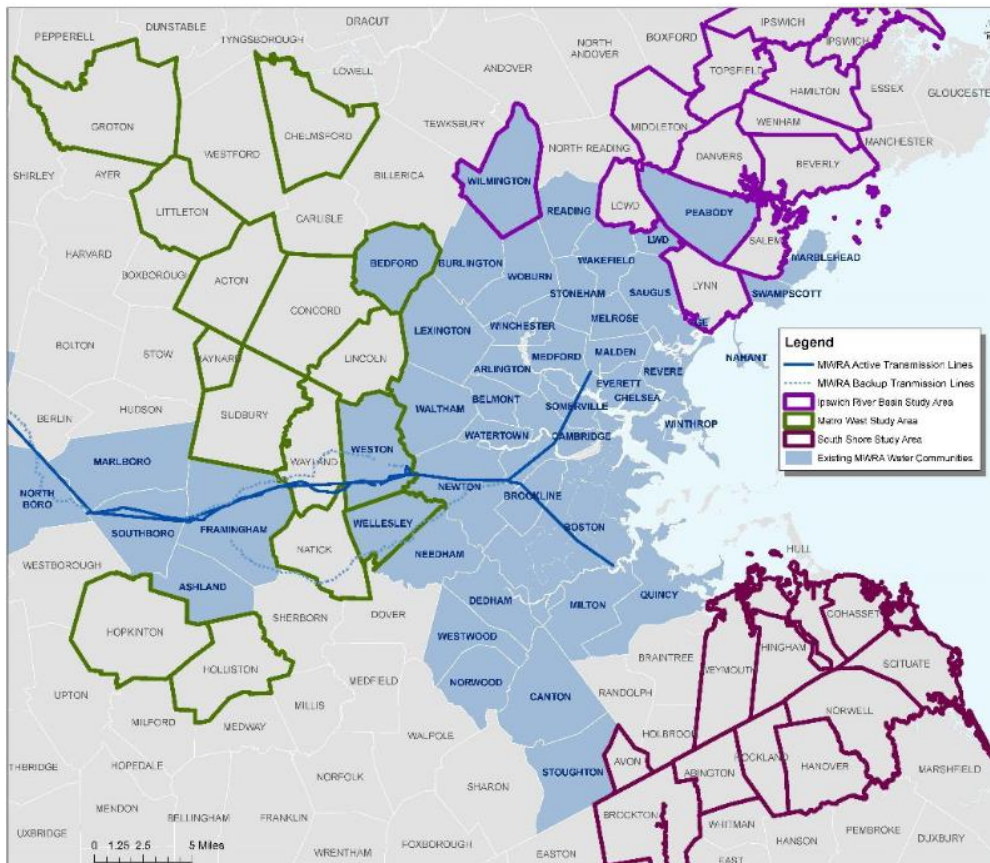 DUNSTABLE
DRACUT
IPSWICH
PEPPERELL
TYNGSBOROUGH
BOXFORD
IPSWICH
NORTH
ANDOVER
TOPSFIELD
LOWELL
ANDOVER
HAMILTON
ESSEX
GLOUCESTER
GROTON
CHELMSFORD
TEWKSBURY
MIDDLETON
WENHAM
MANCHESTER
WESTFORD
NORTH READING
DANVERS
BEVERLY
SHIRLEY
AYER
BILLERICA
WILMINGTON
LITTLETON
READING
LCWD
PEABODY
CARLISLE
LWD
SALEM
HARVARD
BOXBOROUGH
BEDFORD
BURLINGTON
WAKEFIELD
MARBLEHEAD
ACTON
WOBURN
LYNN
STONEHAM
SAUGUS
SWAMPSCOTT
CONCORD
LEXINGTON
WINCHESTER
MELROSE
GE
BOLTON
STOW
MAYNARD
LINCOLN
ARLINGTON
MEDFORD
MALDEN
REVERE
NAHANT
EVERETT
CHELSEA
BERLIN
HUDSON
SUDBURY
WALTHAM
BELMONT
SOMERVILLE
WINTHROP
WATERTOWN
CAMBRIDGE
MARLBORO
WAYLAND
WESTON
NORTH
BORO
NEWTON
BROOKLINE
SOUTHBORO
FRAMINGHAM
WELLESLEY
BOSTON
NATICK
NEEDHAM
WESTBOROUGH
HULL
ASHLAND
DEDHAM
QUINCY
SHERBORN
DOVER
MILTON
COHASSET
HOPKINTON
WESTWOOD
HINGHAM
BRAINTREE
WEYMOUTH
SCITUATE
HOLLISTON
MEDFIELD
NORWOOD
CANTON
RANDOLPH
UPTON
MILLIS
NORWELL
MILFORD
MEDWAY
WALPOLE
HOLBROOK
HOPEDALE
STOUGHTON
AVON
ROCKLAND
HANOVER
MARSHFIELD
THBRIDGE
NORFOLK
SHARON
ABINGTON
MENDON
BROCKTON
UXBRIDGE
BELLINGHAM
FRANKLIN
WHITMAN
PEMBROKE
FOXBOROUGH
HANSON
DUXBURY
WRENTHAM
EASTON
EAST
Legend
MWRA Active Transmission Lines
MWRA Backup Tranmission Lines
Ipswich River Basin Study Area
Metro West Study Area
South Shore Study Area
Existing MWRA Water Communities
0 1.25 2.5 5 Miles